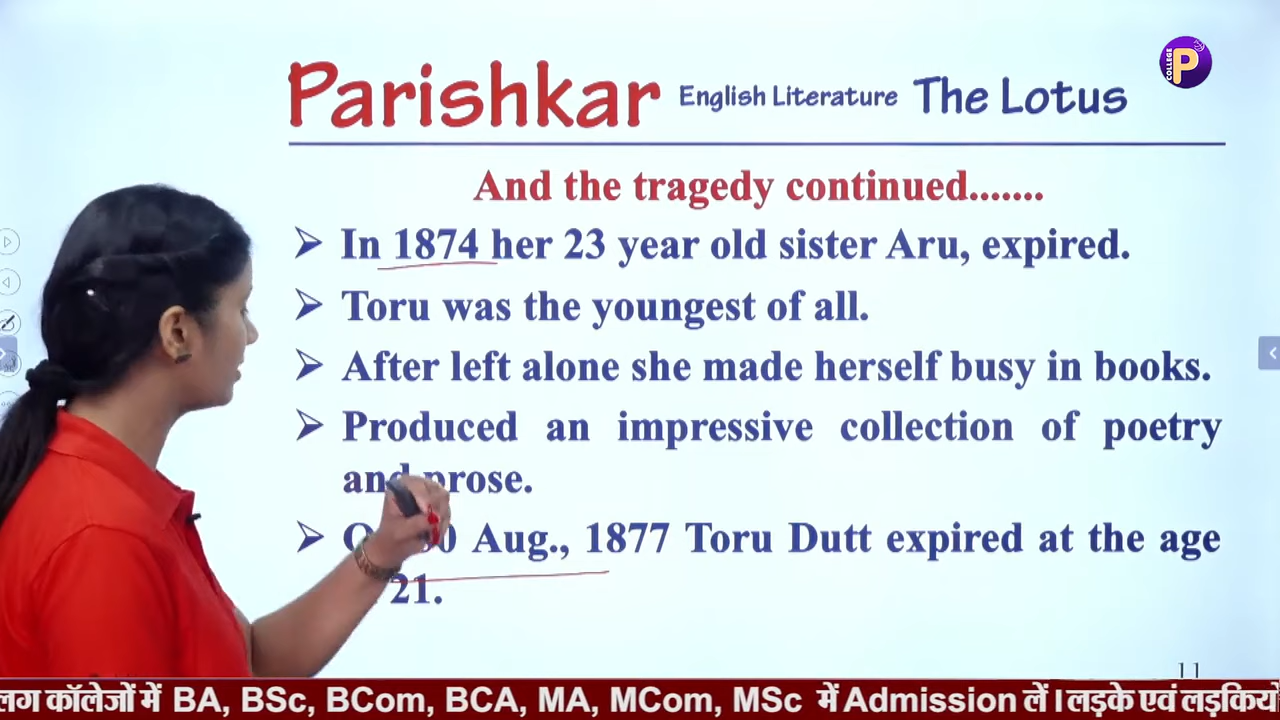 Parishkar English Literature The Lotus
COLLEGE P
And the tragedy continued.......
➢ In 1874 her 23 year old sister Aru, expired.
➢ Toru was the youngest of all.
➢ After left alone she made herself busy in books.
➢ Produced an impressive collection of poetry
and prose.
➢ Aug., 1877 Toru Dutt expired at the age
21.
11
लग कॉलेजों में BA, BSc, BCom, BCA, MA, MCom, MSc में Admission लें। लड़के एवं लड़कियों